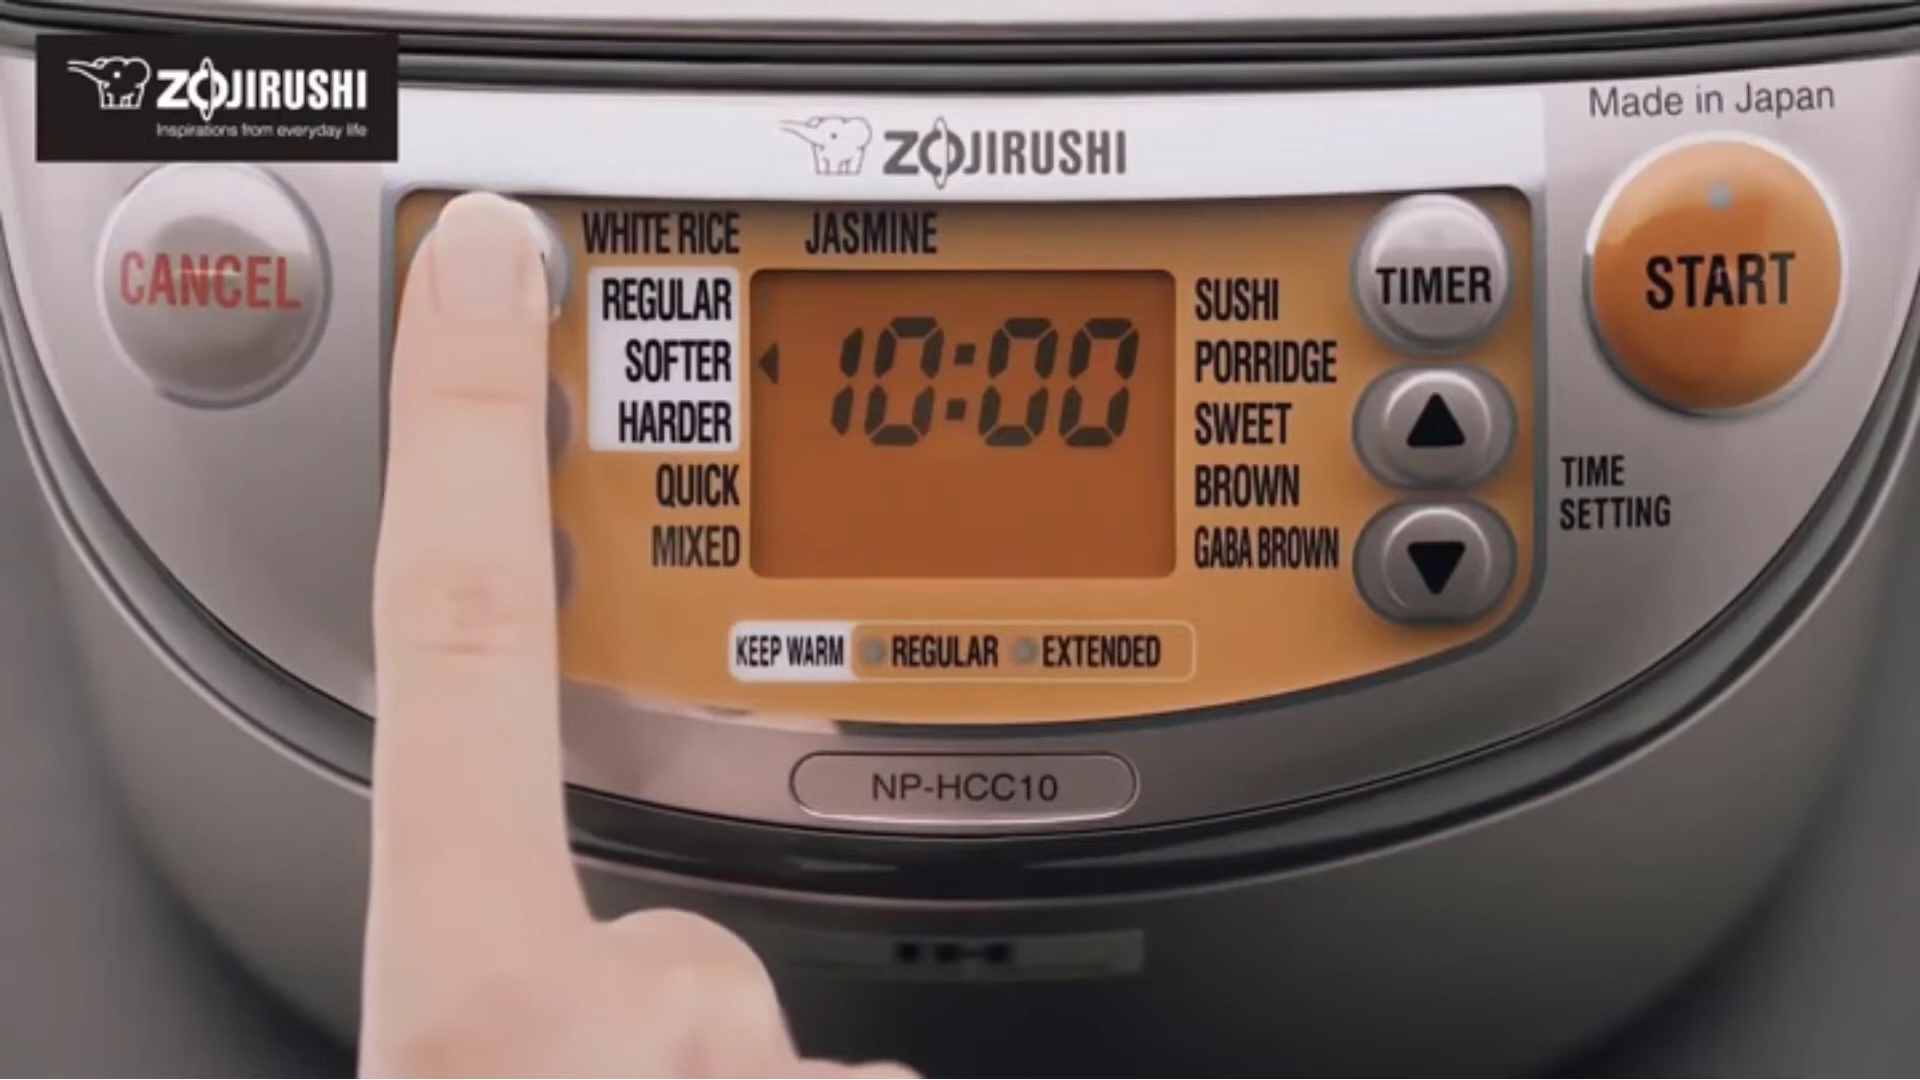 ZOJIRUSHI
Inspirations from everyday life
Made in Japan
ZOJIRUSHI
CANCEL
WHITE RICE
JASMINE
REGULAR
SOFTER
HARDER
QUICK
MIXED
10:00
SUSHI
PORRIDGE
SWEET
BROWN
GABA BROWN
TIMER
START
TIME
SETTING
KEEP WARM REGULAR EXTENDED
NP-HCC10